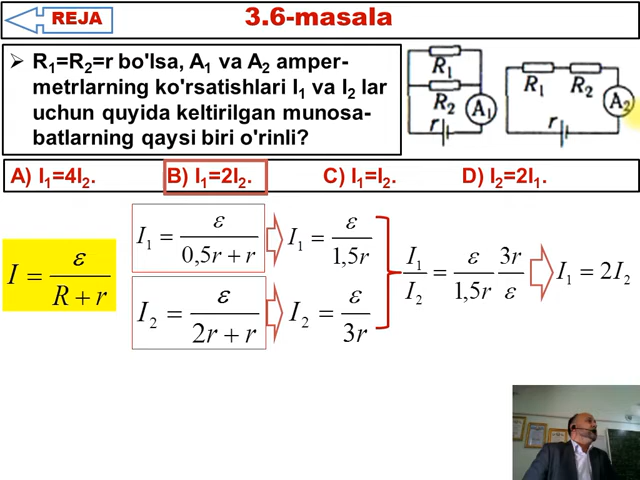 REJA
3.6-masala
➢ R₁=R₂=r bo'lsa, A₁ va A₂ amper-
metrlarning ko'rsatishlari I₁ va I₂ lar
uchun quyida keltirilgan munosa-
batlarning qaysi biri o'rinli?
R₁
R₂
A₁
r
R₁ R₂
A₂
r
A) I₁=4I₂. B) I₁=2I₂. C) I₁=I₂. D) I₂=2I₁.
I = ε / (R + r)
I₁ = ε / (0,5r + r) I₁ = ε / 1,5r
I₂ = ε / (2r + r) I₂ = ε / 3r
I₁ / I₂ = ε / 1,5r 3r / ε I₁ = 2 I₂